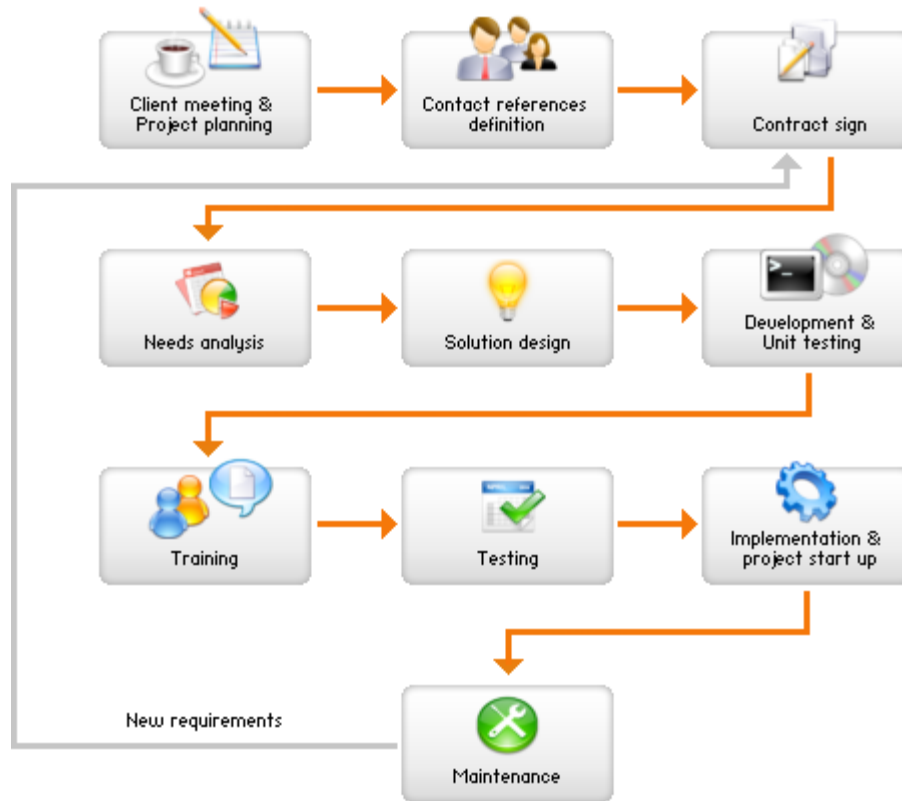 Client meeting &
Project planning
Contact references
definition
Contract sign
Needs analysis
Solution design
>_
Development &
Unit testing
Training
Testing
Implementation &
project start up
New requirements
Maintenance